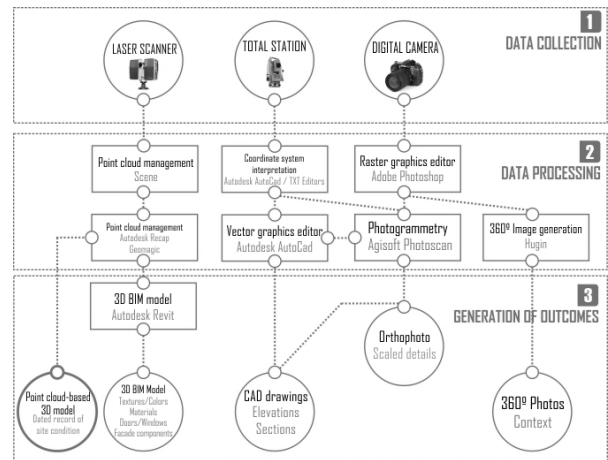 1
DATA COLLECTION
LASER SCANNER
TOTAL STATION
DIGITAL CAMERA
2
DATA PROCESSING
Point cloud management
Scene
Coordinate system
interpretation
Autodesk AutoCad / TXT Editors
Raster graphics editor
Adobe Photoshop
Point cloud management
Autodesk Recap
Geomagic
Vector graphics editor
Autodesk AutoCad
Photogrammetry
Agisoft Photoscan
360º Image generation
Hugin
3
GENERATION OF OUTCOMES
3D BIM model
Autodesk Revit
Orthophoto
Scaled details
Point cloud-based
3D model
Dated record of
site condition
3D BIM Model
Textures/Colors
Materials
Doors/Windows
Facade components
CAD drawings
Elevations
Sections
360º Photos
Context